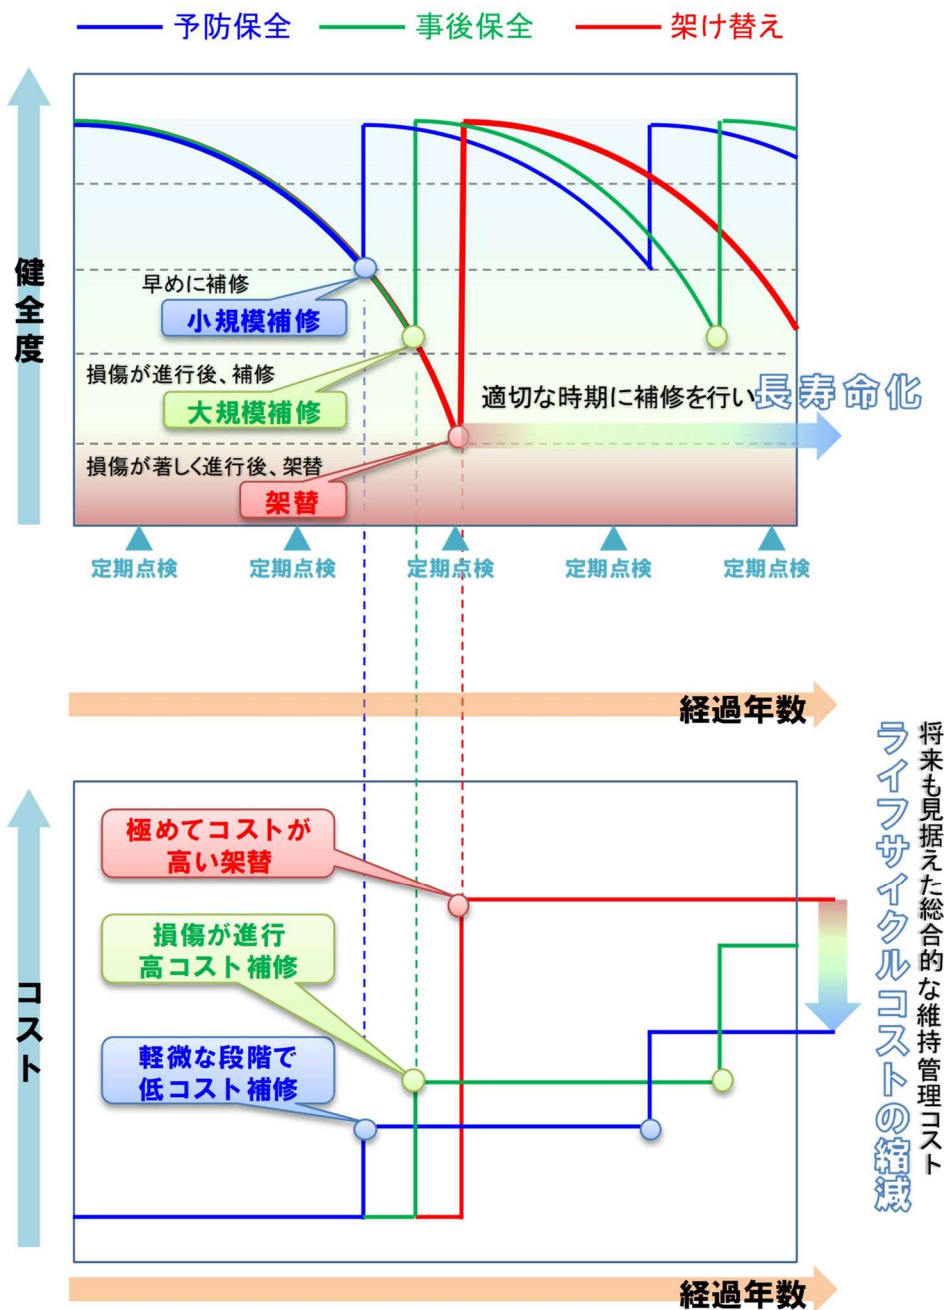 予防保全
事後保全
架け替え
健全度
早めに補修
小規模補修
損傷が進行後、補修
大規模補修
適切な時期に補修を行い長寿命化
損傷が著しく進行後、架替
架替
定期点検
定期点検
定期点検
定期点検
定期点検
経過年数
コスト
極めてコストが
高い架替
損傷が進行
高コスト補修
軽微な段階で
低コスト補修
将来も見据えた総合的な維持管理コスト
ライフサイクルコストの縮減
経過年数